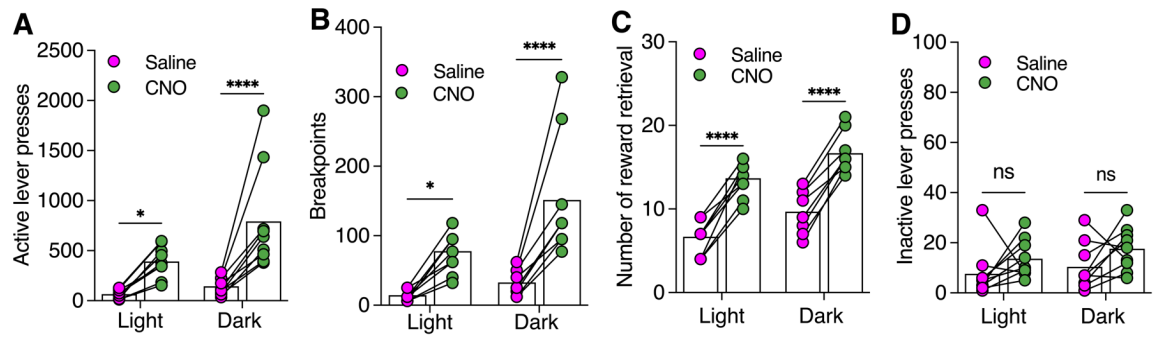 A
Active lever presses
2500
2000
1500
1000
500
0
Saline
CNO
*
****
Light
Dark
B
Breakpoints
400
300
200
100
0
Saline
CNO
*
****
Light
Dark
C
Number of reward retrieval
30
20
10
0
Saline
CNO
****
****
Light
Dark
D
Inactive lever presses
100
80
60
40
20
0
Saline
CNO
ns
ns
Light
Dark